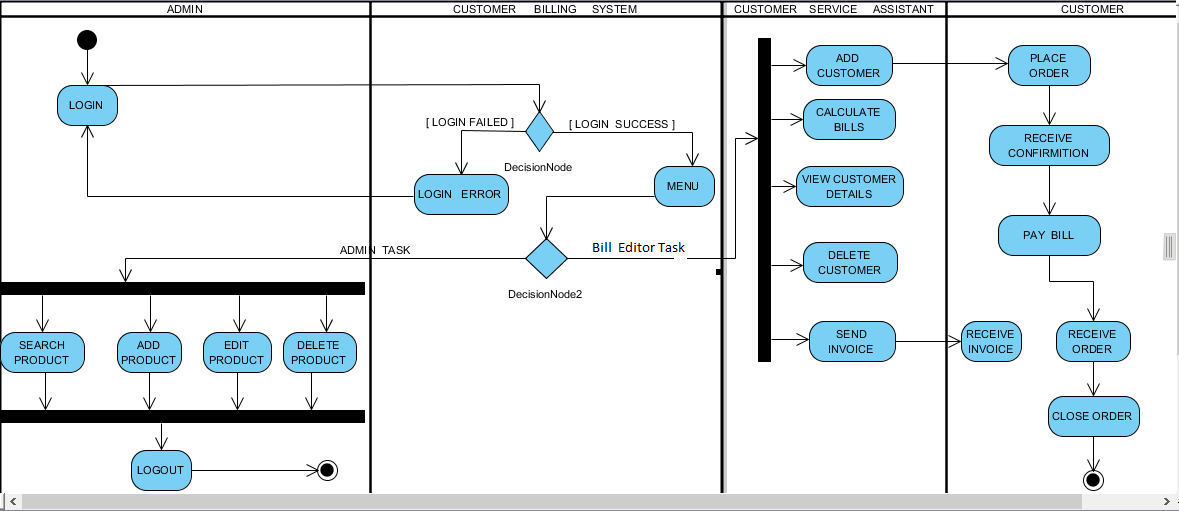 ADMIN
CUSTOMER BILLING SYSTEM
CUSTOMER SERVICE ASSISTANT
CUSTOMER
LOGIN
[ LOGIN FAILED ]
[ LOGIN SUCCESS ]
DecisionNode
LOGIN ERROR
MENU
ADMIN TASK
Bill Editor Task
DecisionNode2
SEARCH
PRODUCT
ADD
PRODUCT
EDIT
PRODUCT
DELETE
PRODUCT
LOGOUT
ADD
CUSTOMER
CALCULATE
BILLS
VIEW CUSTOMER
DETAILS
DELETE
CUSTOMER
SEND
INVOICE
PLACE
ORDER
RECEIVE
CONFIRMITION
PAY BILL
RECEIVE
INVOICE
RECEIVE
ORDER
CLOSE ORDER